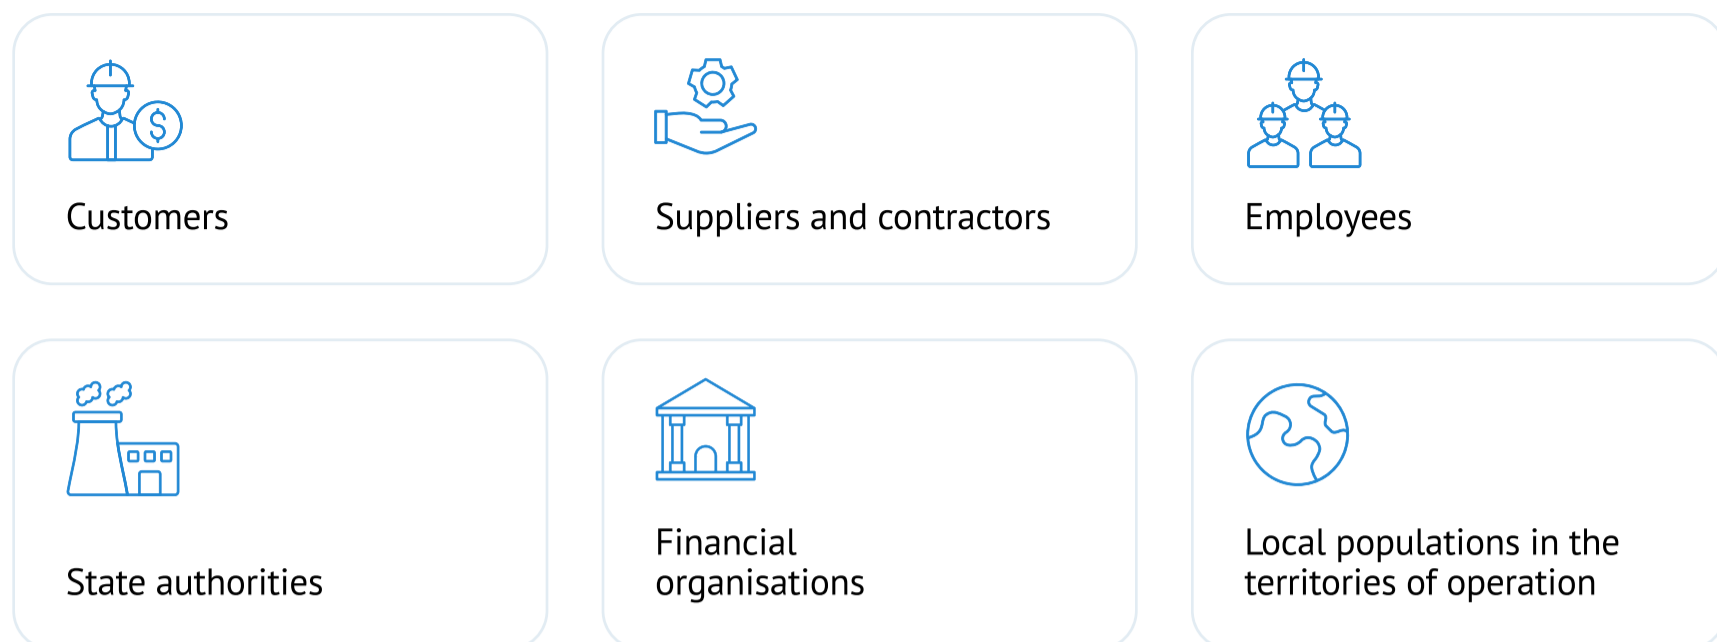 Customers
Suppliers and contractors
Employees
State authorities
Financial
organisations
Local populations in the
territories of operation